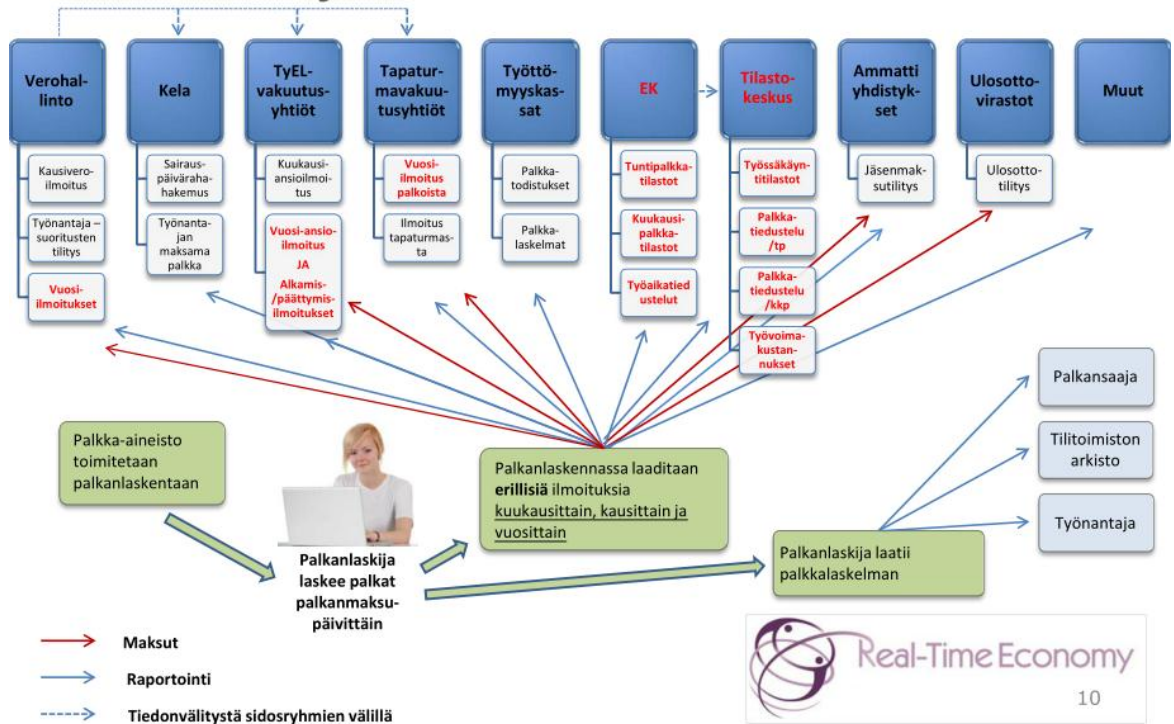 Verohal-
linto
Kela
TyEL-
vakuutus-
yhtiöt
Tapatur-
mavakuu-
tusyhtiöt
Työttö-
myyskas-
sat
EK
Tilasto-
keskus
Ammatti
yhdistyk-
set
Ulosotto-
virastot
Muut
Kausivero-
ilmoitus
Työnantaja –
suoritusten
tilitys
Vuosi-
ilmoitukset
Sairaus-
päiväraha-
hakemus
Työnanta-
jan
maksama
palkka
Kuukausi
ansioilmoi-
tus
Vuosi-ansio-
ilmoitus
JA
Alkamis-
/päättymis-
ilmoitukset
Vuosi-
ilmoitus
palkoista
Ilmoitus
tapaturmas-
ta
Palkka-
todistukset
Palkka-
laskelmat
Tuntipalkka-
tilastot
Kuukausi-
palkka-
tilastot
Työaikatied
ustelut
Työssäkäyn-
titilastot
Palkka-
tiedustelu
/tp
Palkka-
tiedustelu
/kkp
Työvoima-
kustan-
nukset
Jäsenmak-
sutilitys
Ulosotto-
tilitys
Palkka-aineisto
toimitetaan
palkanlaskentaan
Palkanlaskija
laskee palkat
palkanmaksu-
päivittäin
Palkanlaskennassa laaditaan
erillisiä ilmoituksia
kuukausittain, kausittain ja
vuosittain
Palkanlaskija laatii
palkkalaskelman
Palkansaaja
Tilitoimiston
arkisto
Työnantaja
Maksut
Raportointi
Tiedonvälitystä sidosryhmien välillä
Real-Time Economy
10